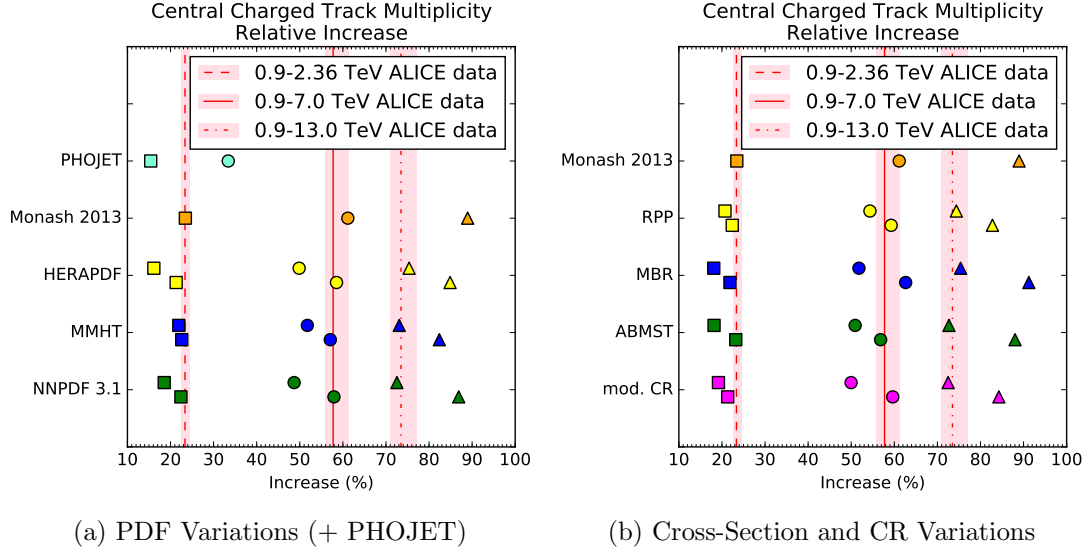 Central Charged Track Multiplicity
Relative Increase
0.9-2.36 TeV ALICE data
0.9-7.0 TeV ALICE data
0.9-13.0 TeV ALICE data
PHOJET
Monash 2013
HERAPDF
MMHT
NNPDF 3.1
10 20 30 40 50 60 70 80 90 100
Increase (%)
(a) PDF Variations (+ PHOJET)
Central Charged Track Multiplicity
Relative Increase
0.9-2.36 TeV ALICE data
0.9-7.0 TeV ALICE data
0.9-13.0 TeV ALICE data
Monash 2013
RPP
MBR
ABMST
mod. CR
10 20 30 40 50 60 70 80 90 100
Increase (%)
(b) Cross-Section and CR Variations